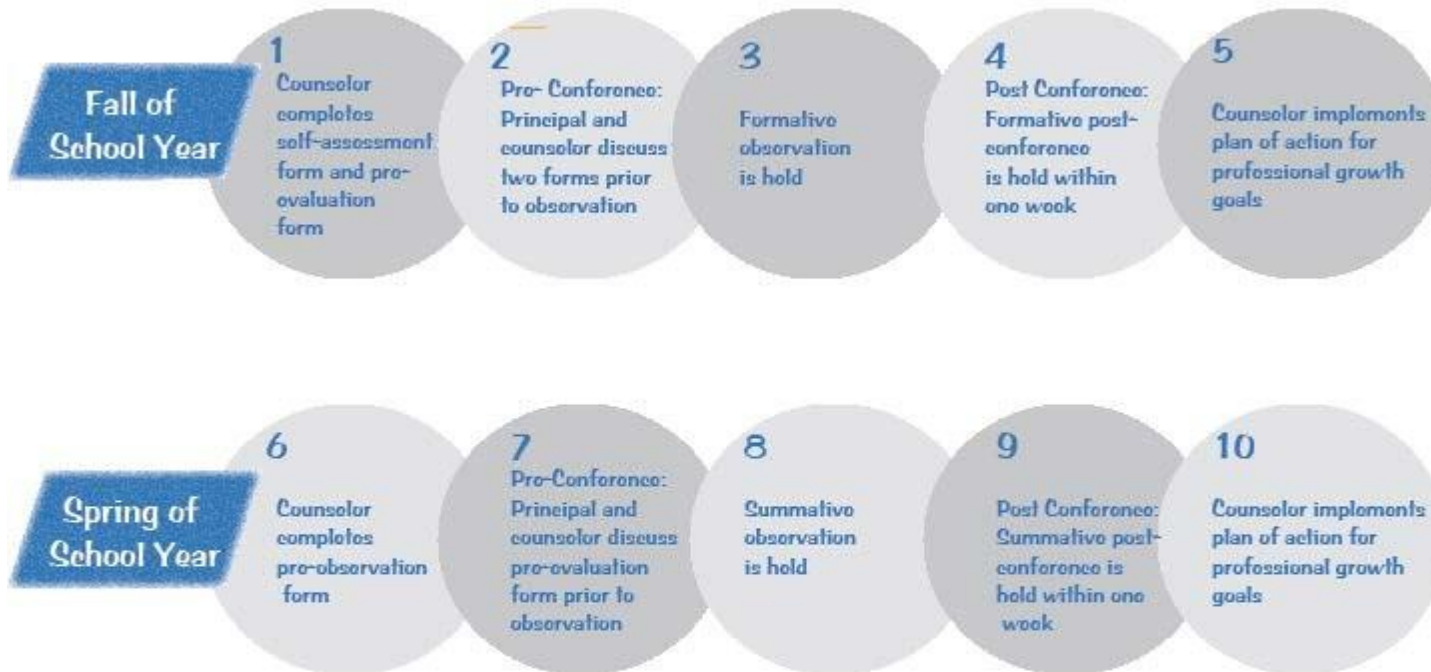 Fall of
School Year
1
Counselor
completes
self-assessment
form and pre-
evaluation
form
2
Pre- Conference:
Principal and
counselor discuss
two forms prior
to observation
3
Formative
observation
is held
4
Post Conference:
Formative post-
conference
is held within
one week
5
Counselor implements
plan of action for
professional growth
goals
Spring of
School Year
6
Counselor
completes
pre-observation
form
7
Pre-Conference:
Principal and
counselor discuss
pre-evaluation
form prior to
observation
8
Summative
observation
is held
9
Post Conference:
Summative post-
conference is
held within one
week
10
Counselor implements
plan of action for
professional growth
goals